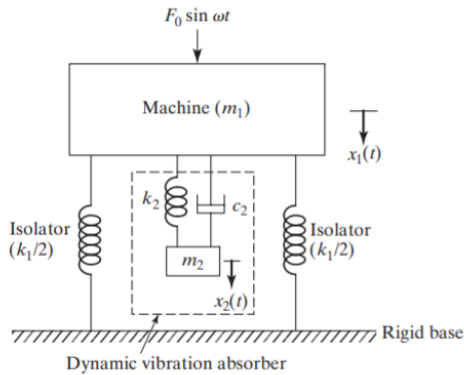 F₀ sin ωt
Machine (m₁)
x₁(t)
k₂
c₂
Isolator
(k₁/2)
Isolator
(k₁/2)
m₂
x₂(t)
Rigid base
Dynamic vibration absorber